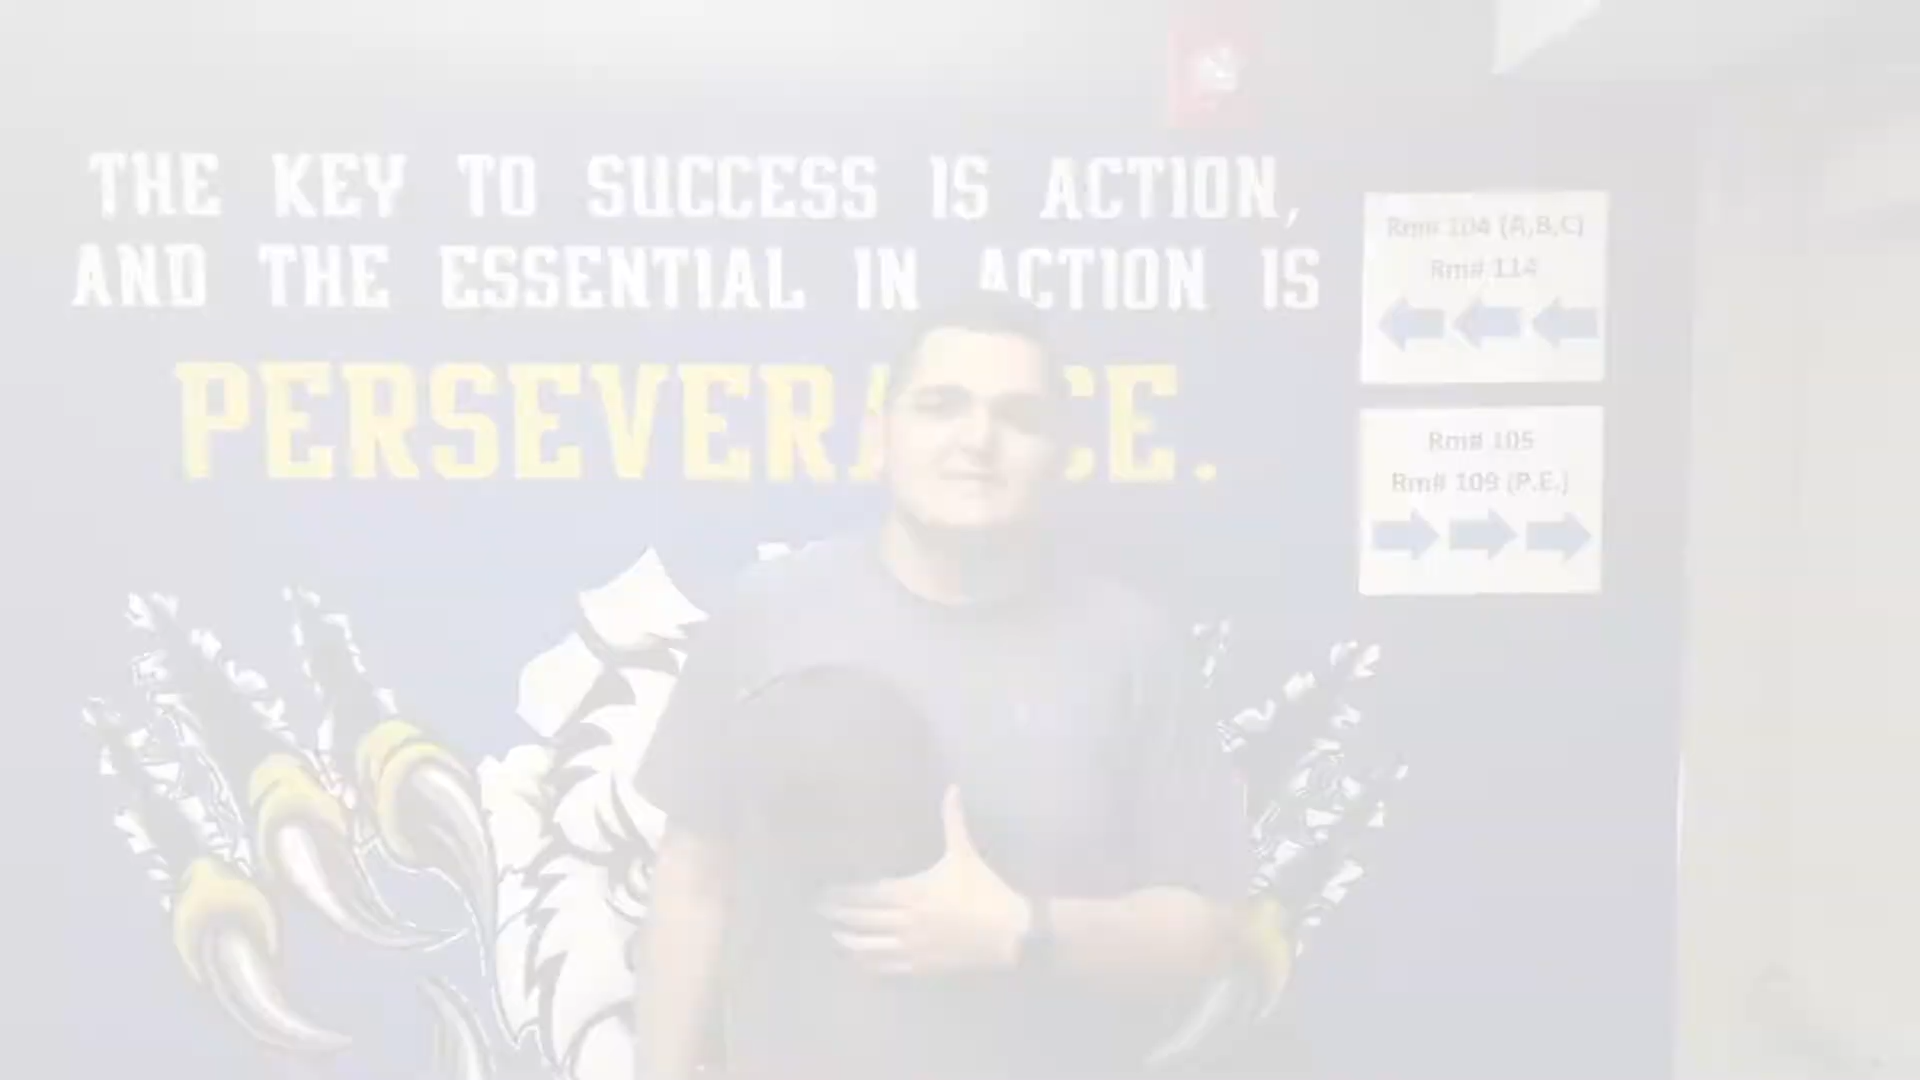 THE KEY TO SUCCESS IS ACTION,
AND THE ESSENTIAL IN ACTION IS
PERSEVERA CE.
Rm# 104 (A,B,C)
Rm# 114
Rm# 105
Rm# 109 (P.E.)